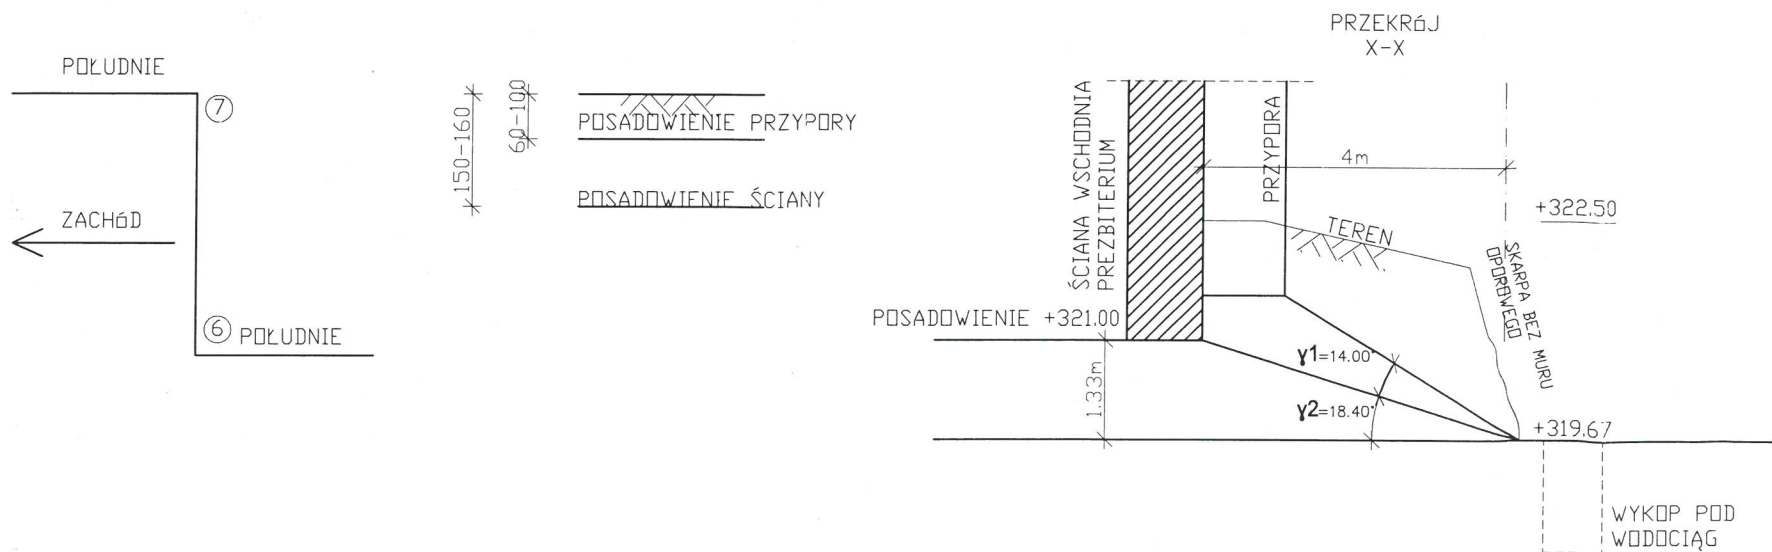 POŁUDNIE
7
ZACHÓD
6 POŁUDNIE
150-160
60-100
POSADOWIENIE PRZYPORY
POSADOWIENIE ŚCIANY
PRZEKRÓJ
X-X
ŚCIANA WSCHODNIA
PREZBITERIUM
PRZYPORA
4m
+322.50
TEREN
SKARPA BEZ MURU
OPOROWEGO
POSADOWIENIE +321.00
1.33m
γ1=14.00°
γ2=18.40°
+319.67
WYKOP POD
WODOCIĄG